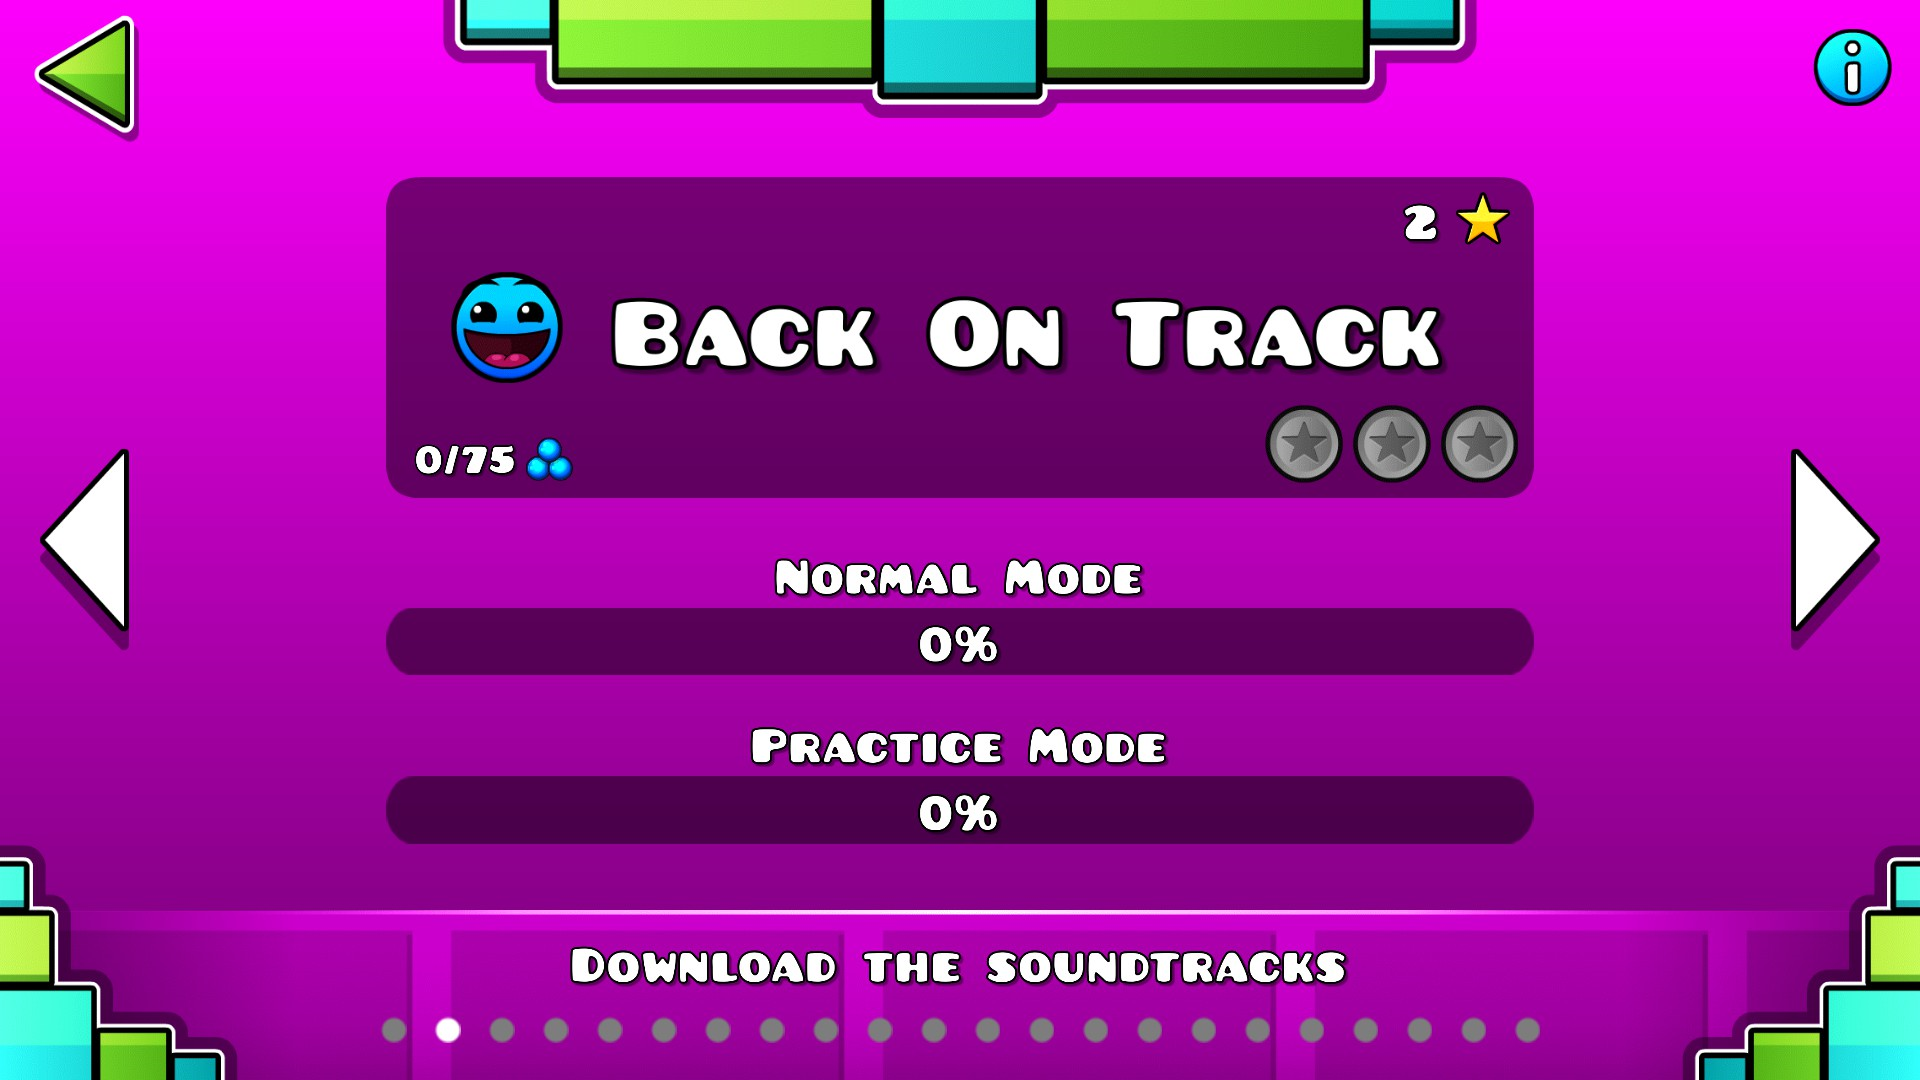 2
Back On Track
0/75
Normal Mode
0%
Practice Mode
0%
Download the soundtracks